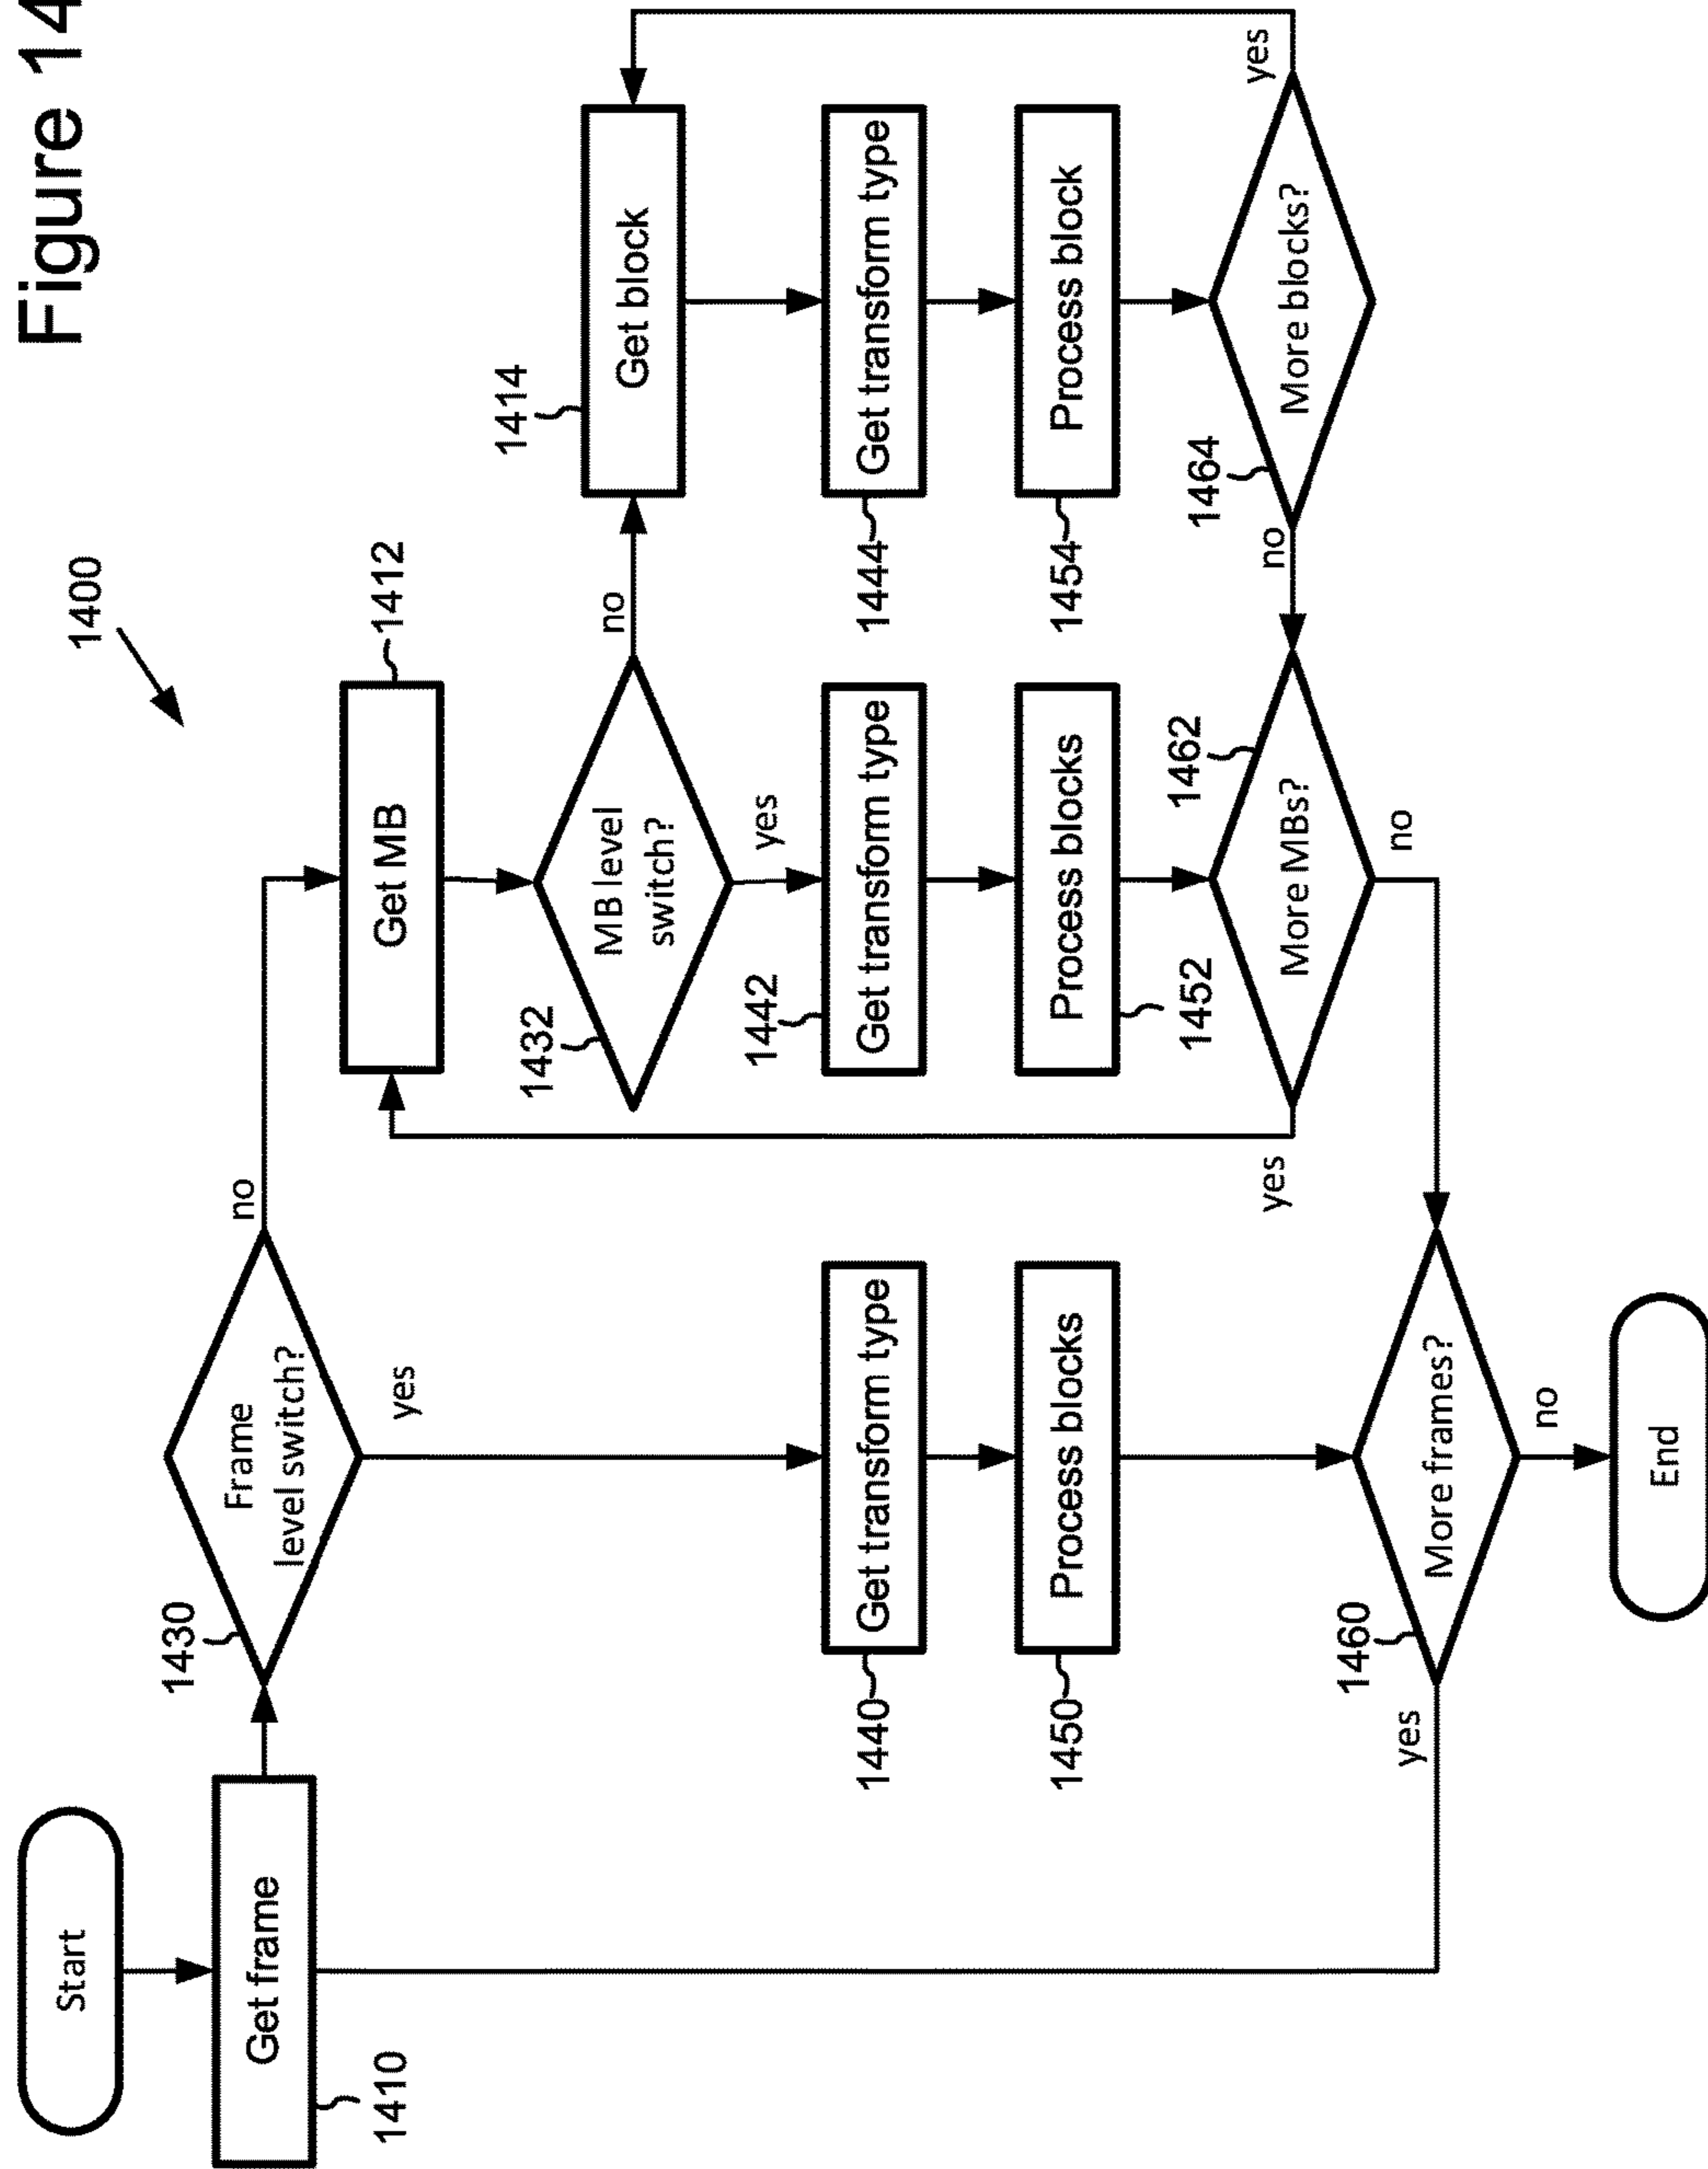 Figure 14
1400
Start
Get frame
1410
1430
Frame
level switch?
no
yes
Get MB
1412
1432
MB level
switch?
no
yes
1414
Get block
1440
Get transform type
1442
Get transform type
1444
Get transform type
1450
Process blocks
Process blocks
1452
1454
Process block
1460
More frames?
yes
no
1462
More MBs?
yes
no
1464
More blocks?
no
yes
End